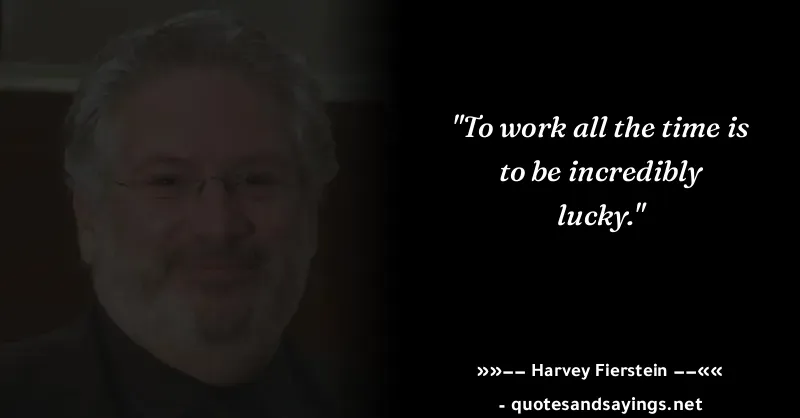 "To work all the time is
to be incredibly
lucky."
»»−− Harvey Fierstein −−««
- quotesandsayings.net